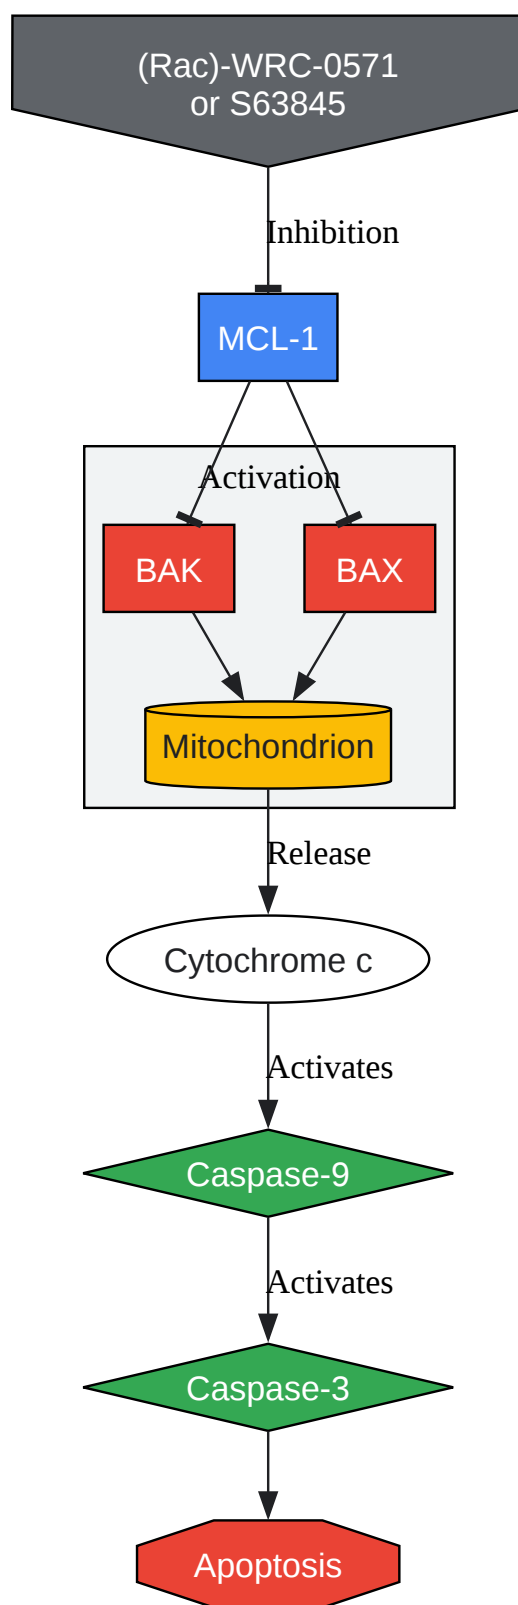 (Rac)-WRC-0571
or S63845
Inhibition
MCL-1
Activation
BAK
BAX
Mitochondrion
Release
Cytochrome c
Activates
Caspase-9
Activates
Caspase-3
Apoptosis